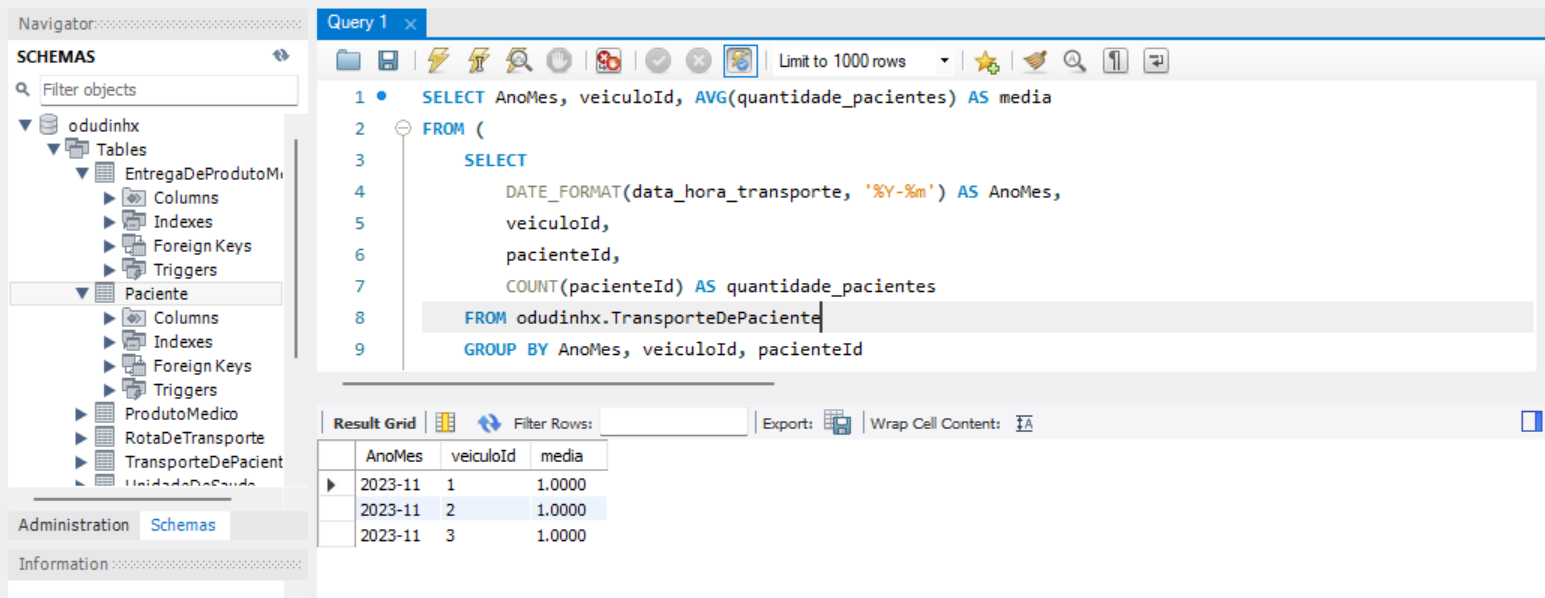 Navigator
SCHEMAS
Filter objects
odudinhx
Tables
EntregaDeProdutoM
Columns
Indexes
Foreign Keys
Triggers
Paciente
Columns
Indexes
Foreign Keys
Triggers
ProdutoMedico
RotaDeTransporte
TransporteDePacient
UnidadeDeSaude
Administration Schemas
Information
Query 1
Limit to 1000 rows
1 SELECT AnoMes, veiculoId, AVG(quantidade_pacientes) AS media
2 FROM (
3 SELECT
4 DATE_FORMAT(data_hora_transporte, '%Y-%m') AS AnoMes,
5 veiculoId,
6 pacienteId,
7 COUNT(pacienteId) AS quantidade_pacientes
8 FROM odudinhx.TransporteDePaciente
9 GROUP BY AnoMes, veiculoId, pacienteId
Result Grid Filter Rows: Export: Wrap Cell Content:
AnoMes veiculoId media
2023-11 1 1.0000
2023-11 2 1.0000
2023-11 3 1.0000